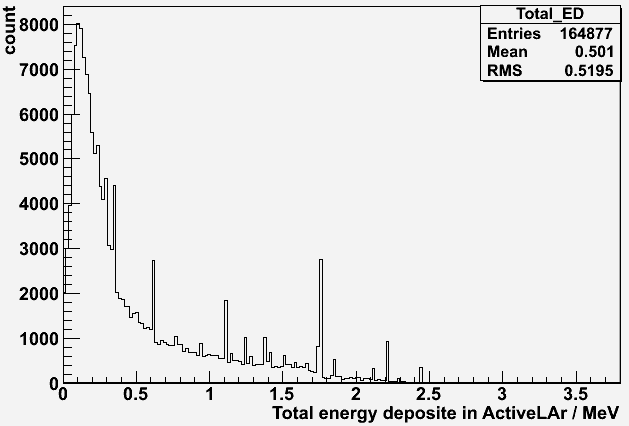 count
Total_ED
Entries 164877
Mean 0.501
RMS 0.5195
8000
7000
6000
5000
4000
3000
2000
1000
0
0 0.5 1 1.5 2 2.5 3 3.5
Total energy deposite in ActiveLAr / MeV